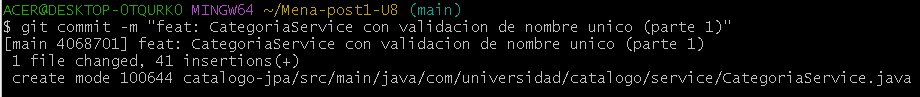 ACER@DESKTOP-OTQURKO MINGW64 ~/Mena-post1-U8 (main)
$ git commit -m "feat: CategoriaService con validacion de nombre unico (parte 1)"
[main 4068701] feat: CategoriaService con validacion de nombre unico (parte 1)
 1 file changed, 41 insertions(+)
 create mode 100644 catalogo-jpa/src/main/java/com/universidad/catalogo/service/CategoriaService.java